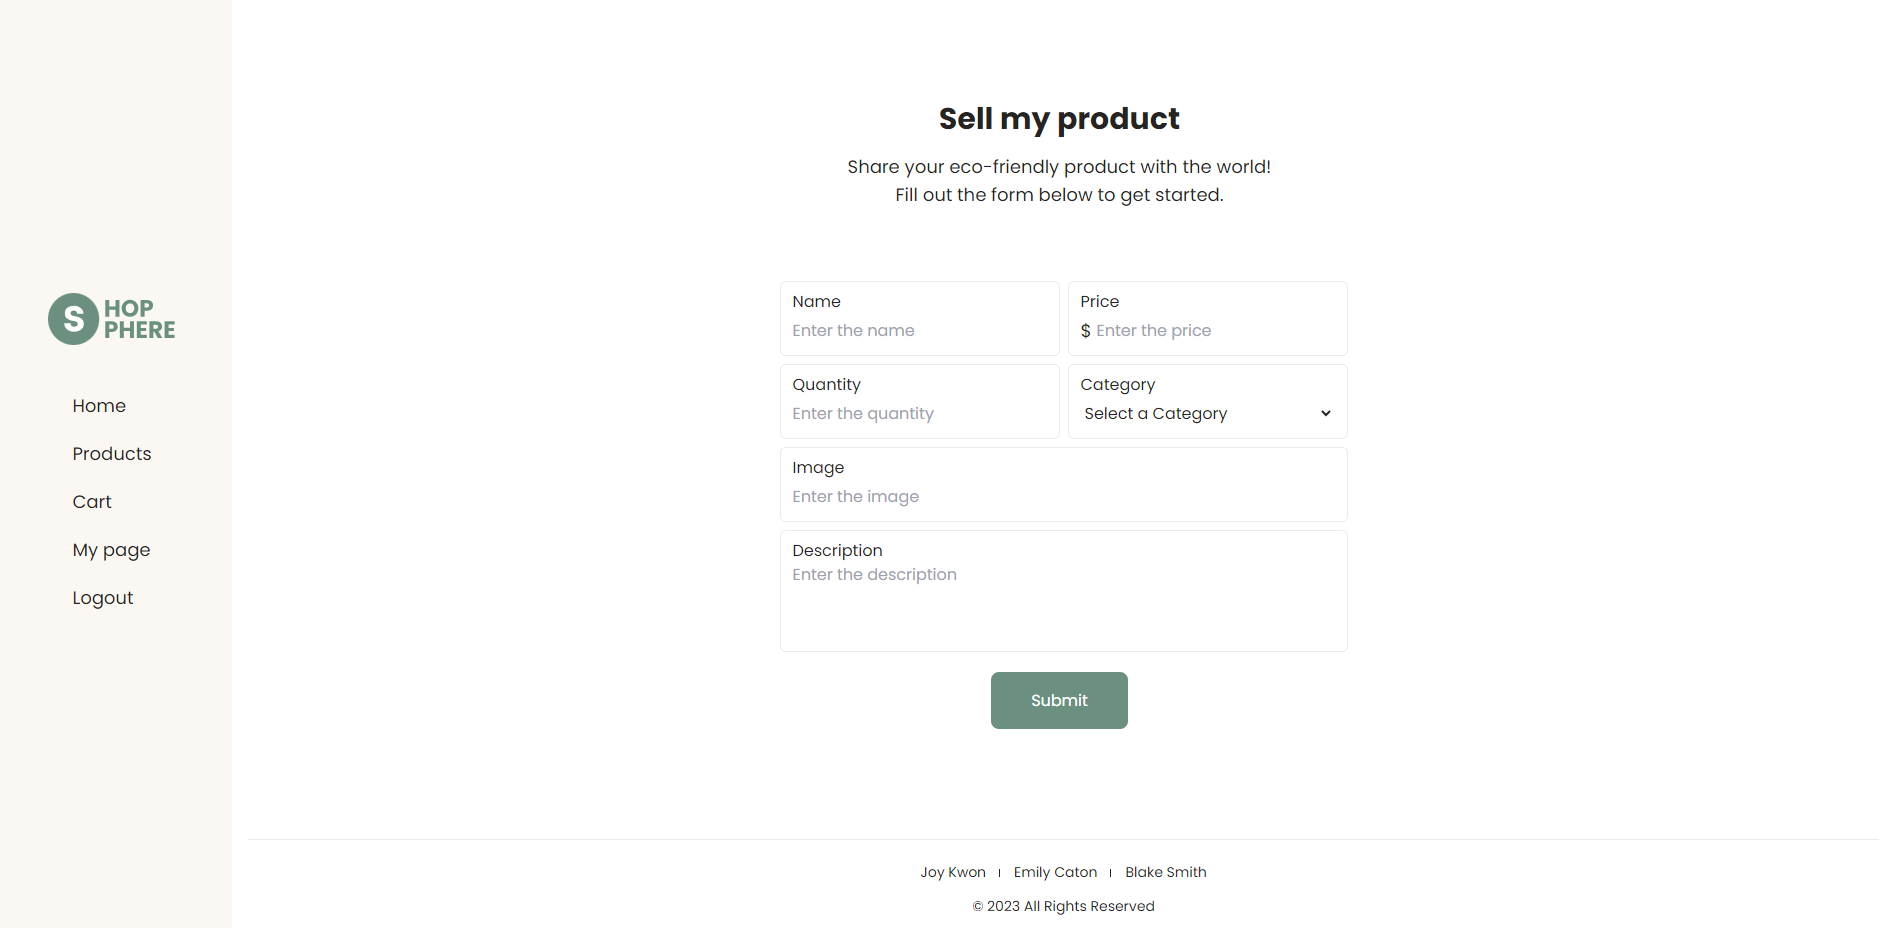 S HOP
PHERE
Home
Products
Cart
My page
Logout
Sell my product
Share your eco-friendly product with the world!
Fill out the form below to get started.
Name
Enter the name
Price
$ Enter the price
Quantity
Enter the quantity
Category
Select a Category
Image
Enter the image
Description
Enter the description
Submit
Joy Kwon | Emily Caton | Blake Smith
© 2023 All Rights Reserved